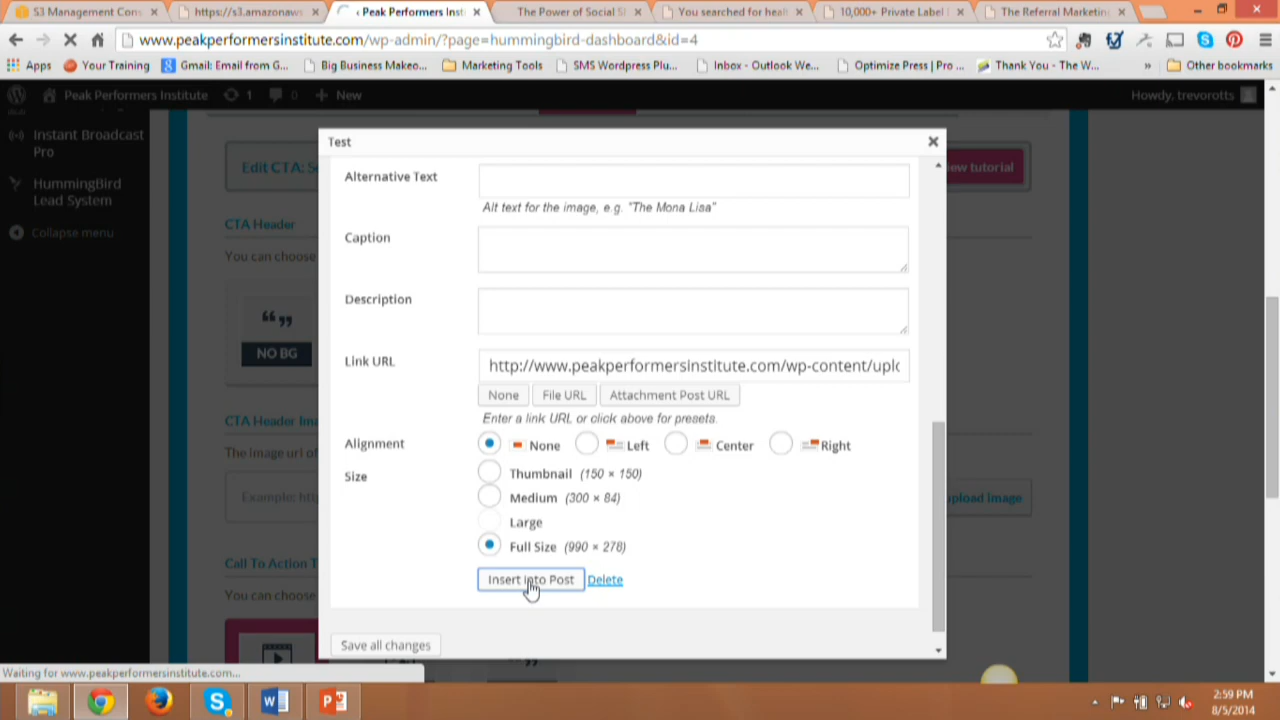 S3 Management Cons
https://s3.amazonaws
Peak Performers Insti
The Power of Social S
You searched for heal
10,000+ Private Label
The Referral Marketin
www.peakperformersinstitute.com/wp-admin/?page=hummingbird-dashboard&id=4
Apps
Your Training
Gmail: Email from G...
Big Business Makeo...
Marketing Tools
SMS Wordpress Plu...
Inbox - Outlook We...
Optimize Press | Pro ...
Thank You - The W...
» Other bookmarks
Peak Performers Institute
1
0
+ New
Howdy, trevorotts
Instant Broadcast
Pro
HummingBird
Lead System
Collapse menu
Edit CTA: S
ew tutorial
CTA Header
You can choose
NO BG
CTA Header Im
The image url of
Example: http
pload image
Call To Action T
You can choose
Test
Alternative Text
Alt text for the image, e.g. "The Mona Lisa"
Caption
Description
Link URL
http://www.peakperformersinstitute.com/wp-content/uplo
None
File URL
Attachment Post URL
Enter a link URL or click above for presets.
Alignment
None
Left
Center
Right
Size
Thumbnail (150 × 150)
Medium (300 × 84)
Large
Full Size (990 × 278)
Insert into Post
Delete
Save all changes
Waiting for www.peakperformersinstitute.com...
2:59 PM
8/5/2014